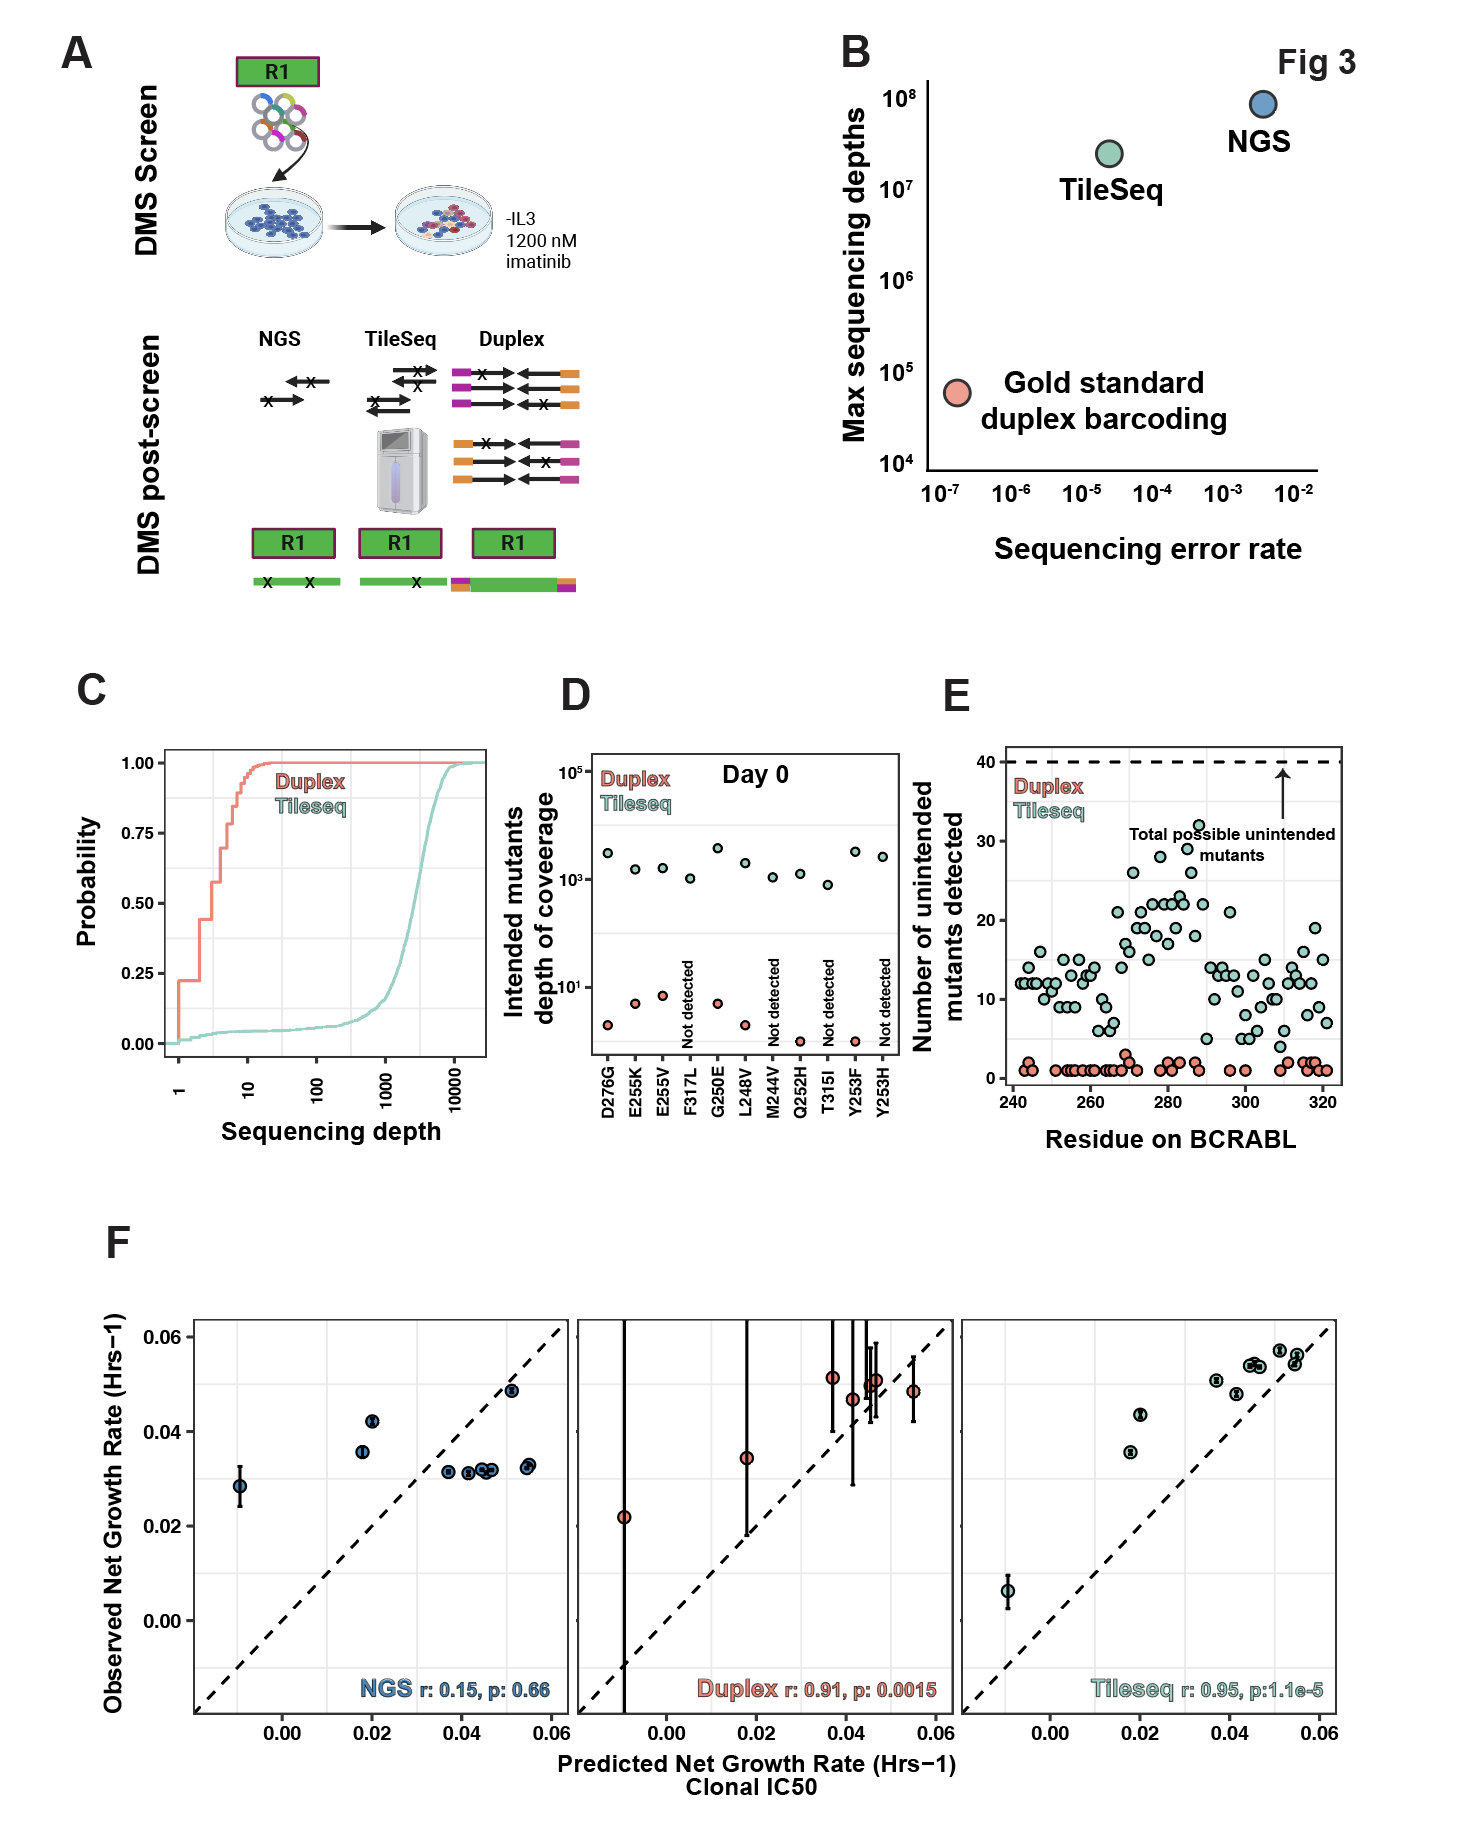 A
R1
DMS Screen
-IL3
1200 nM
imatinib
DMS post-screen
NGS
TileSeq
Duplex
X
X
X
X
X
X
X
X
X
X
R1
R1
R1
X
X
X
B
Fig 3
Max sequencing depths
10⁸
10⁷
10⁶
10⁵
10⁴
NGS
TileSeq
Gold standard
duplex barcoding
10⁻⁷
10⁻⁶
10⁻⁵
10⁻⁴
10⁻³
10⁻²
Sequencing error rate
C
Probability
1.00
0.75
0.50
0.25
0.00
Duplex
Tileseq
1
10
100
1000
10000
Sequencing depth
D
Intended mutants
depth of coveerage
10⁵
10³
10¹
Duplex
Tileseq
Day 0
Not detected
Not detected
Not detected
Not detected
D276G
E255K
E255V
F317L
G250E
L248V
M244V
Q252H
T315I
Y253F
Y253H
E
Number of unintended
mutants detected
40
30
20
10
0
Duplex
Tileseq
Total possible unintended
mutants
240
260
280
300
320
Residue on BCRABL
F
Observed Net Growth Rate (Hrs−1)
0.06
0.04
0.02
0.00
NGS r: 0.15, p: 0.66
Duplex r: 0.91, p: 0.0015
Tileseq r: 0.95, p:1.1e-5
0.00
0.02
0.04
0.06
0.00
0.02
0.04
0.06
0.00
0.02
0.04
0.06
Predicted Net Growth Rate (Hrs−1)
Clonal IC50